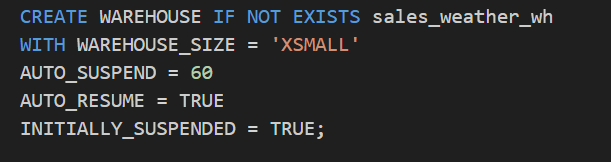 CREATE WAREHOUSE IF NOT EXISTS sales_weather_wh
WITH WAREHOUSE_SIZE = 'XSMALL'
AUTO_SUSPEND = 60
AUTO_RESUME = TRUE
INITIALLY_SUSPENDED = TRUE;